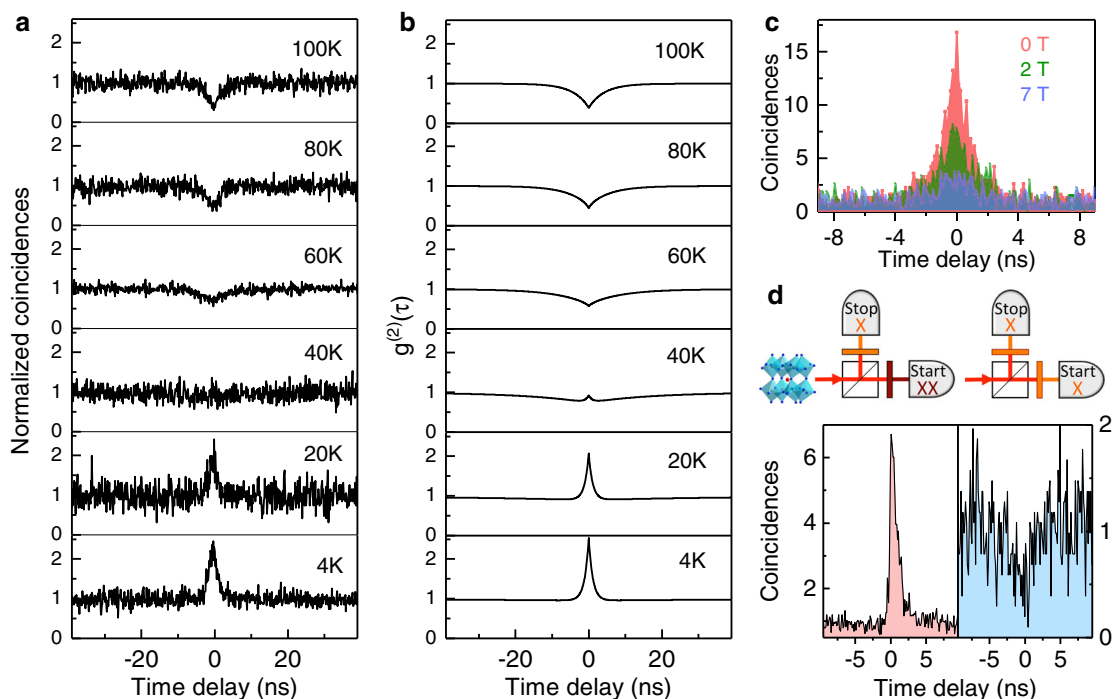 a
Normalized coincidences
100K
2
1
0
80K
2
1
0
60K
2
1
0
40K
2
1
0
20K
2
1
0
4K
2
1
0
-20 0 20
Time delay (ns)
b
g(2)(τ)
100K
2
1
0
80K
2
1
0
60K
2
1
0
40K
2
1
0
20K
2
1
0
4K
2
1
0
-20 0 20
Time delay (ns)
c
0 T
2 T
7 T
Coincidences
15
10
5
0
-8 -4 0 4 8
Time delay (ns)
d
Stop
X
Start
XX
Stop
X
Start
X
Coincidences
6
4
2
2
1
0
-5 0 5 -5 0 5
Time delay (ns) Time delay (ns)